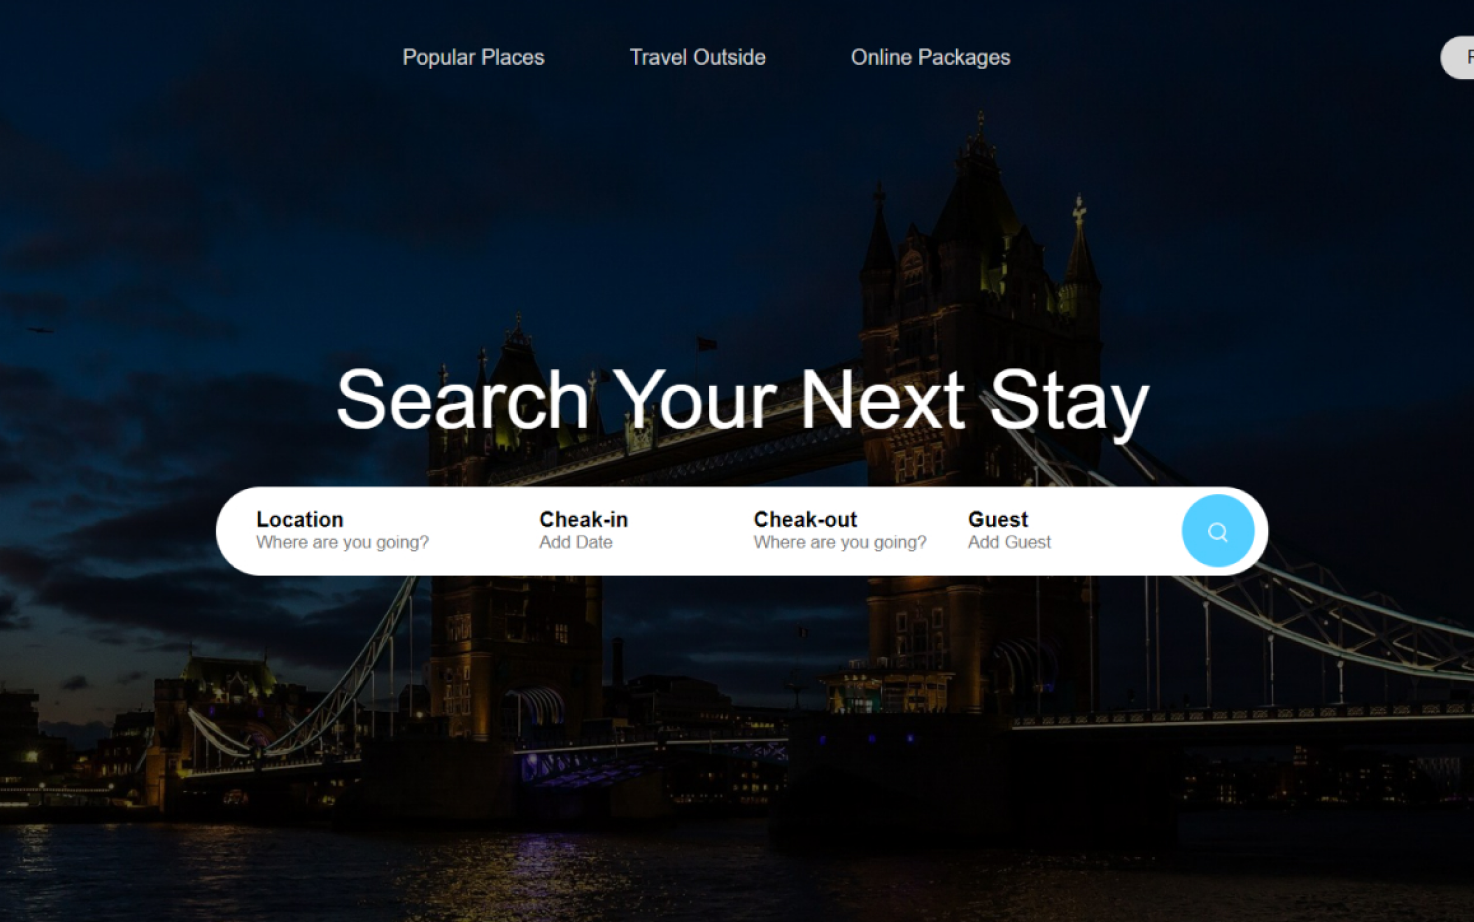 Popular Places Travel Outside Online Packages
Search Your Next Stay
Location Cheak-in Cheak-out Guest
Where are you going? Add Date Where are you going? Add Guest